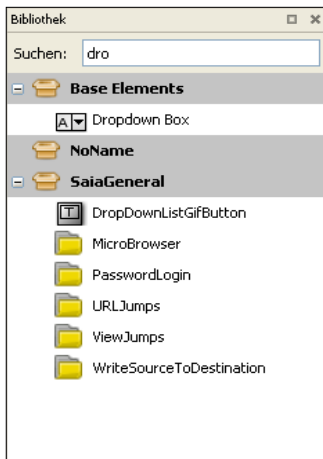 Bibliothek
Suchen: dro
Base Elements
A Dropdown Box
NoName
SaiaGeneral
T DropDownListGifButton
MicroBrowser
PasswordLogin
URLJumps
ViewJumps
WriteSourceToDestination